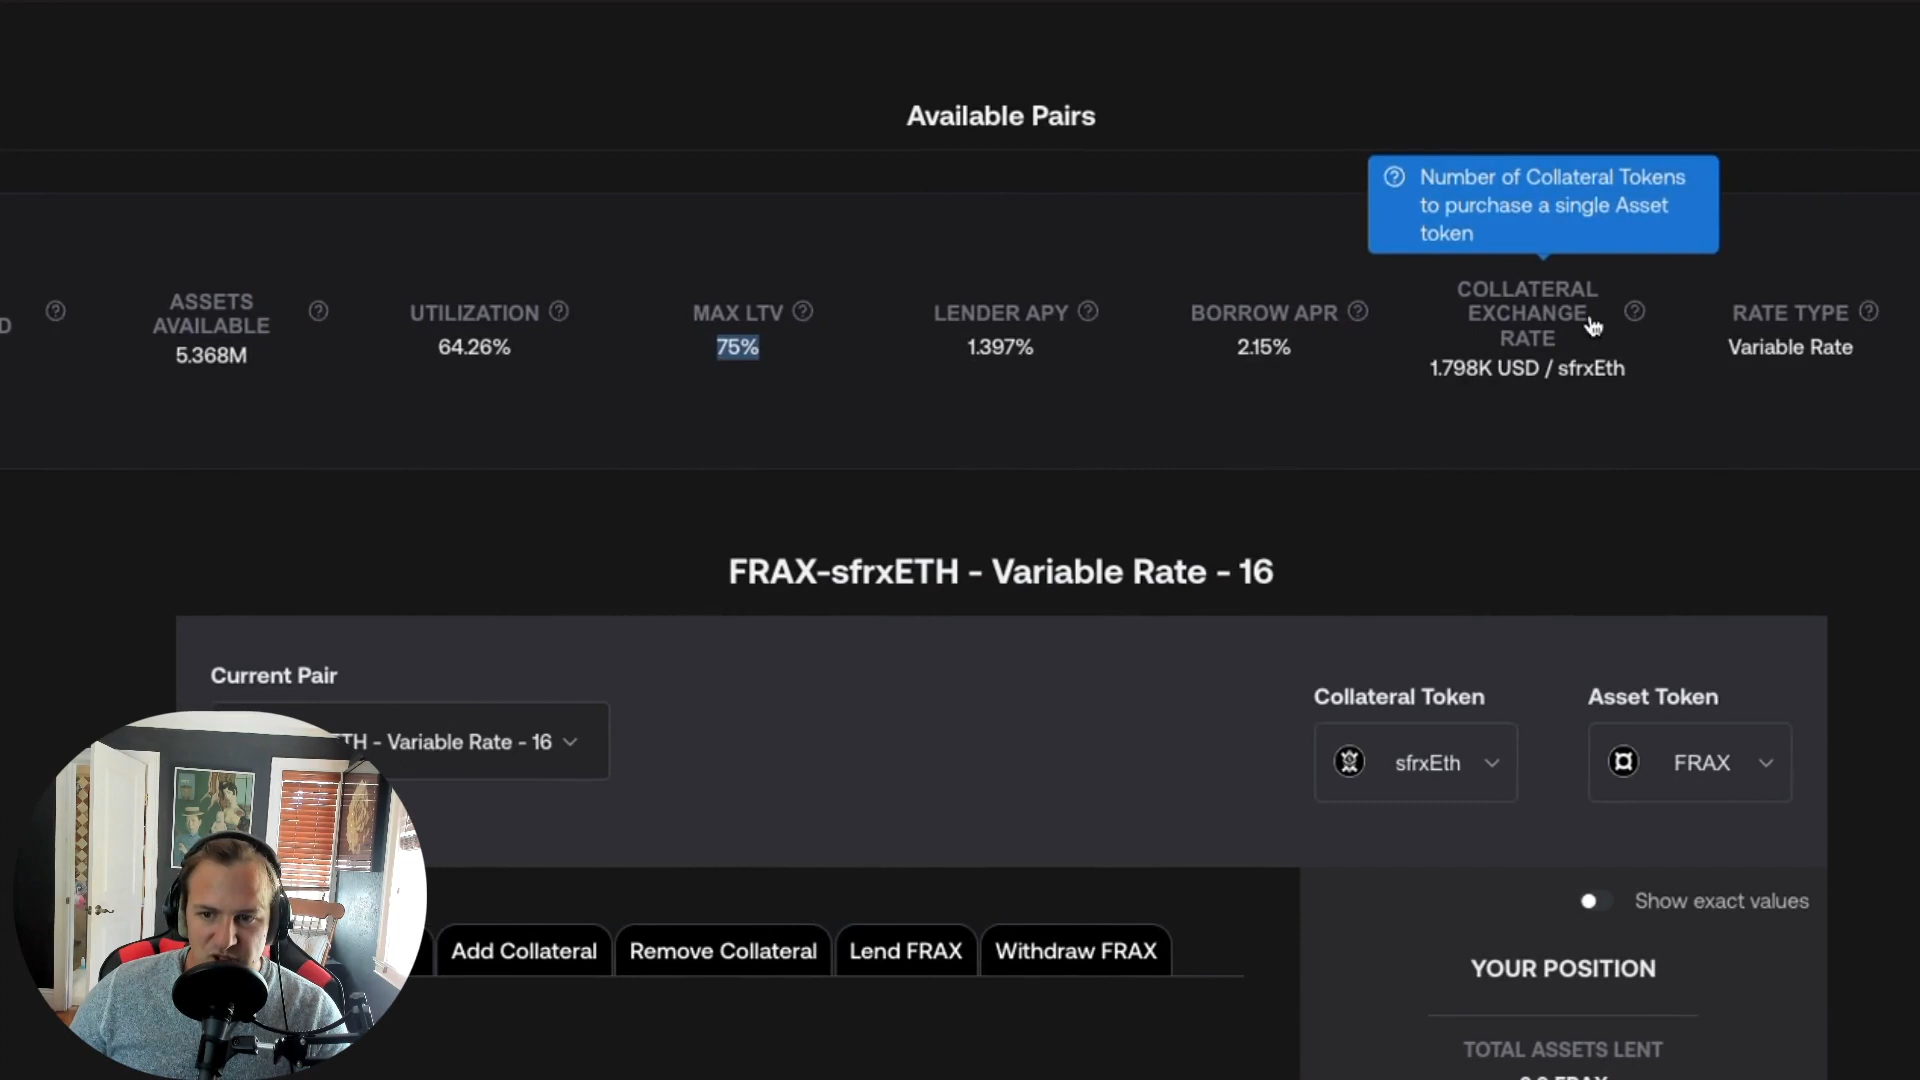 Available Pairs
Number of Collateral Tokens
to purchase a single Asset
token
D
ASSETS
AVAILABLE
5.368M
UTILIZATION
64.26%
MAX LTV
75%
LENDER APY
1.397%
BORROW APR
2.15%
COLLATERAL
EXCHANGE
RATE
1.798K USD / sfrxEth
RATE TYPE
Variable Rate
FRAX-sfrxETH - Variable Rate - 16
Current Pair
TH - Variable Rate - 16
Collateral Token
sfrxEth
Asset Token
FRAX
Show exact values
Add Collateral
Remove Collateral
Lend FRAX
Withdraw FRAX
YOUR POSITION
TOTAL ASSETS LENT